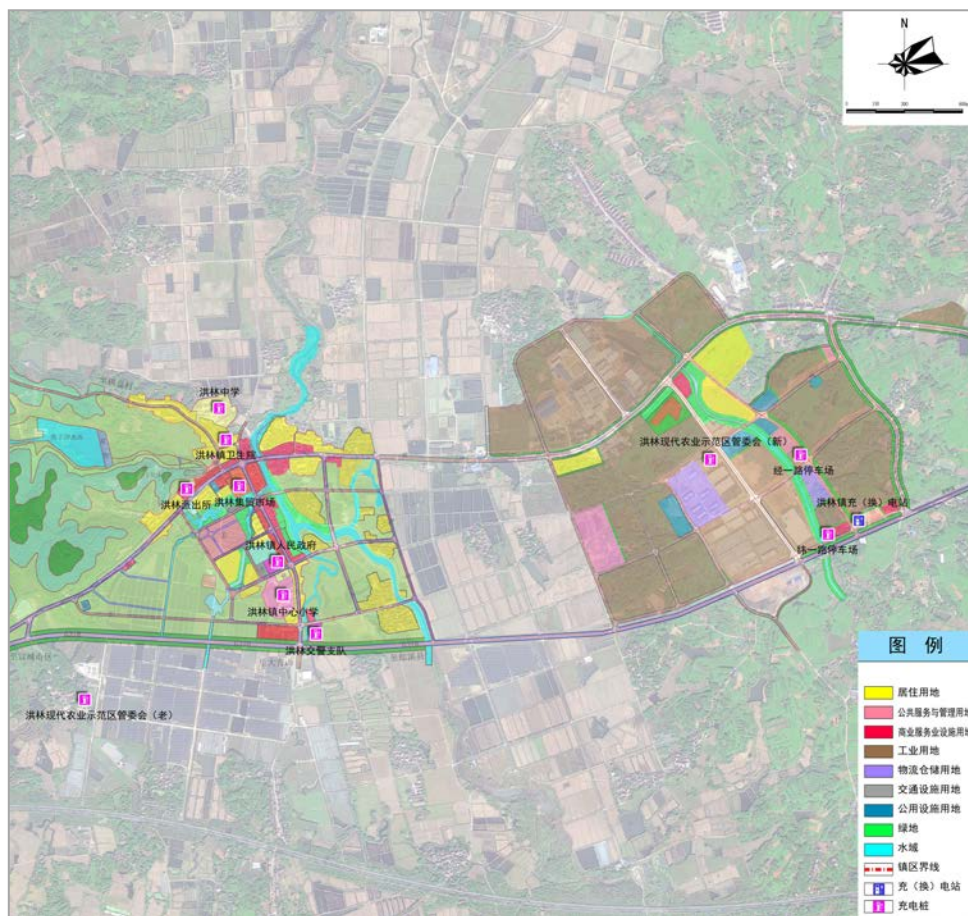 N
洪林中学
洪林镇卫生院
洪林派出所
洪林集贸市场
洪林镇人民政府
洪林镇中心小学
洪林交警支队
洪林现代农业示范区管委会（老）
洪林现代农业示范区管委会（新）
经一路停车场
洪林镇充（换）电站
纬一路停车场
图 例
居住用地
公共服务与管理用地
商业服务业设施用地
工业用地
物流仓储用地
交通设施用地
公用设施用地
绿地
水域
镇区界线
充（换）电站
充电桩